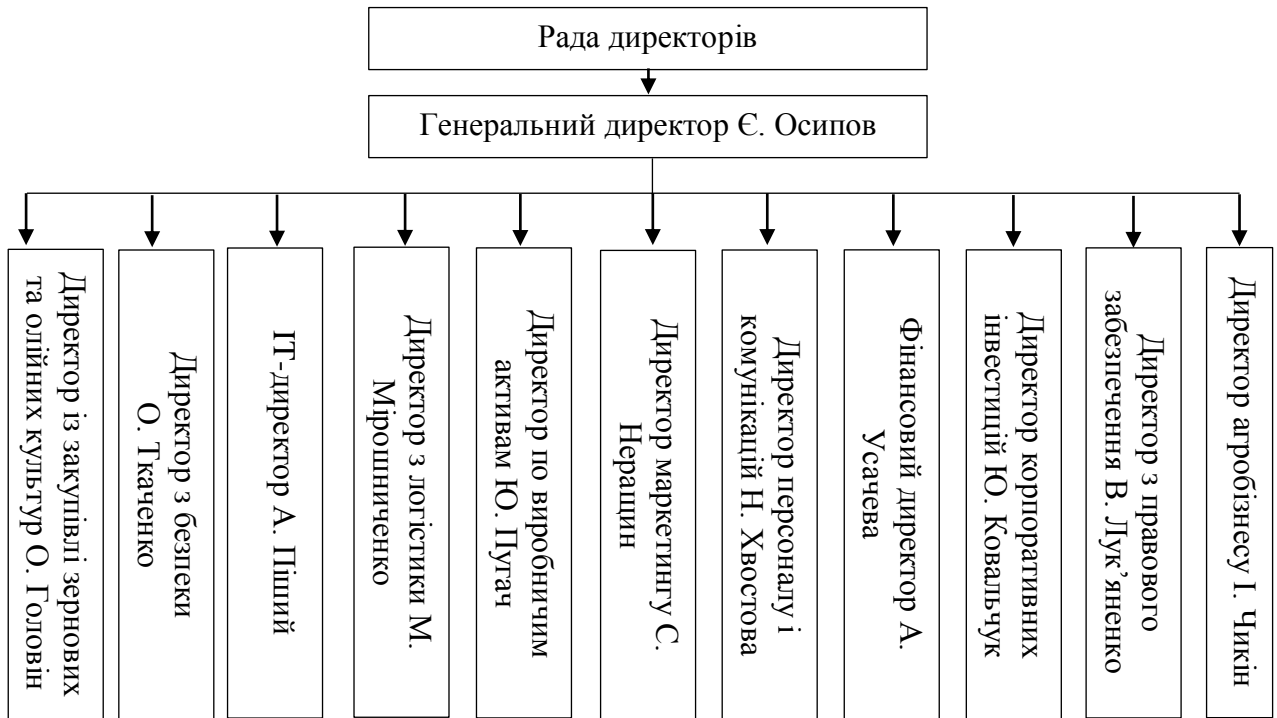 Рада директорів
Генеральний директор Є. Осипов
Директор із закупівлі зернових
та олійних культур О. Головін
Директор з безпеки
О. Ткаченко
ІТ-директор А. Піший
Директор з логістики М.
Мірошниченко
Директор по виробничим
активам Ю. Пугач
Директор маркетингу С.
Неращин
Директор персоналу і
комунікацій Н. Хвостова
Фінансовий директор А.
Усачева
Директор корпоративних
інвестицій Ю. Ковальчук
Директор з правового
забезпечення В. Лук’яненко
Директор агробізнесу І. Чикін